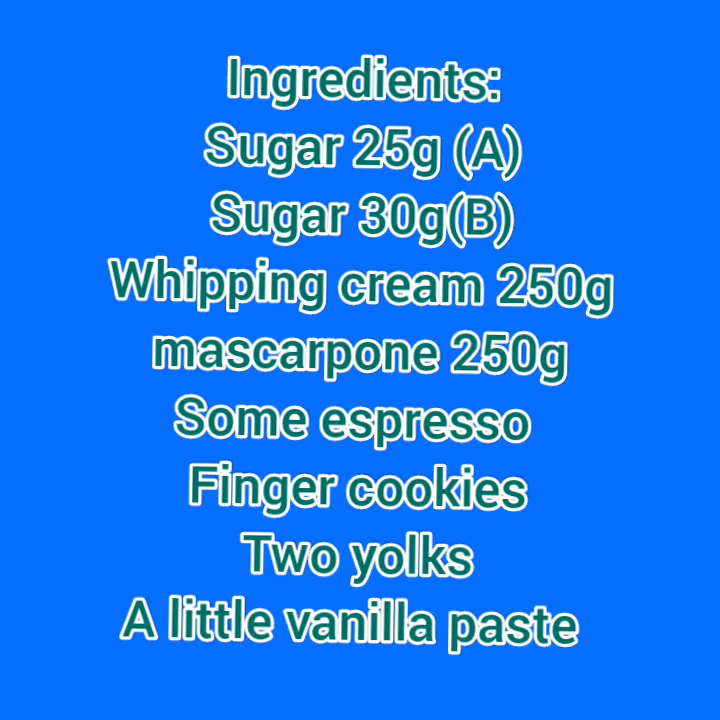 Ingredients:
Sugar 25g (A)
Sugar 30g(B)
Whipping cream 250g
mascarpone 250g
Some espresso
Finger cookies
Two yolks
A little vanilla paste